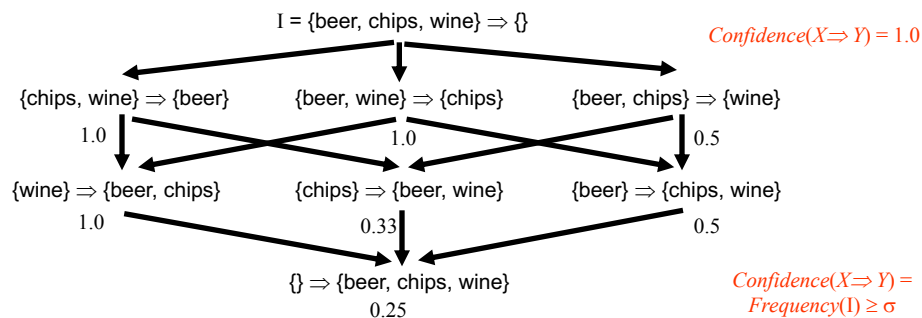 I = {beer, chips, wine} ⇒ {}
Confidence(X⇒ Y) = 1.0
{chips, wine} ⇒ {beer}
{beer, wine} ⇒ {chips}
{beer, chips} ⇒ {wine}
1.0
1.0
0.5
{wine} ⇒ {beer, chips}
{chips} ⇒ {beer, wine}
{beer} ⇒ {chips, wine}
1.0
0.33
0.5
{} ⇒ {beer, chips, wine}
0.25
Confidence(X⇒ Y) =
Frequency(I) ≥ σ